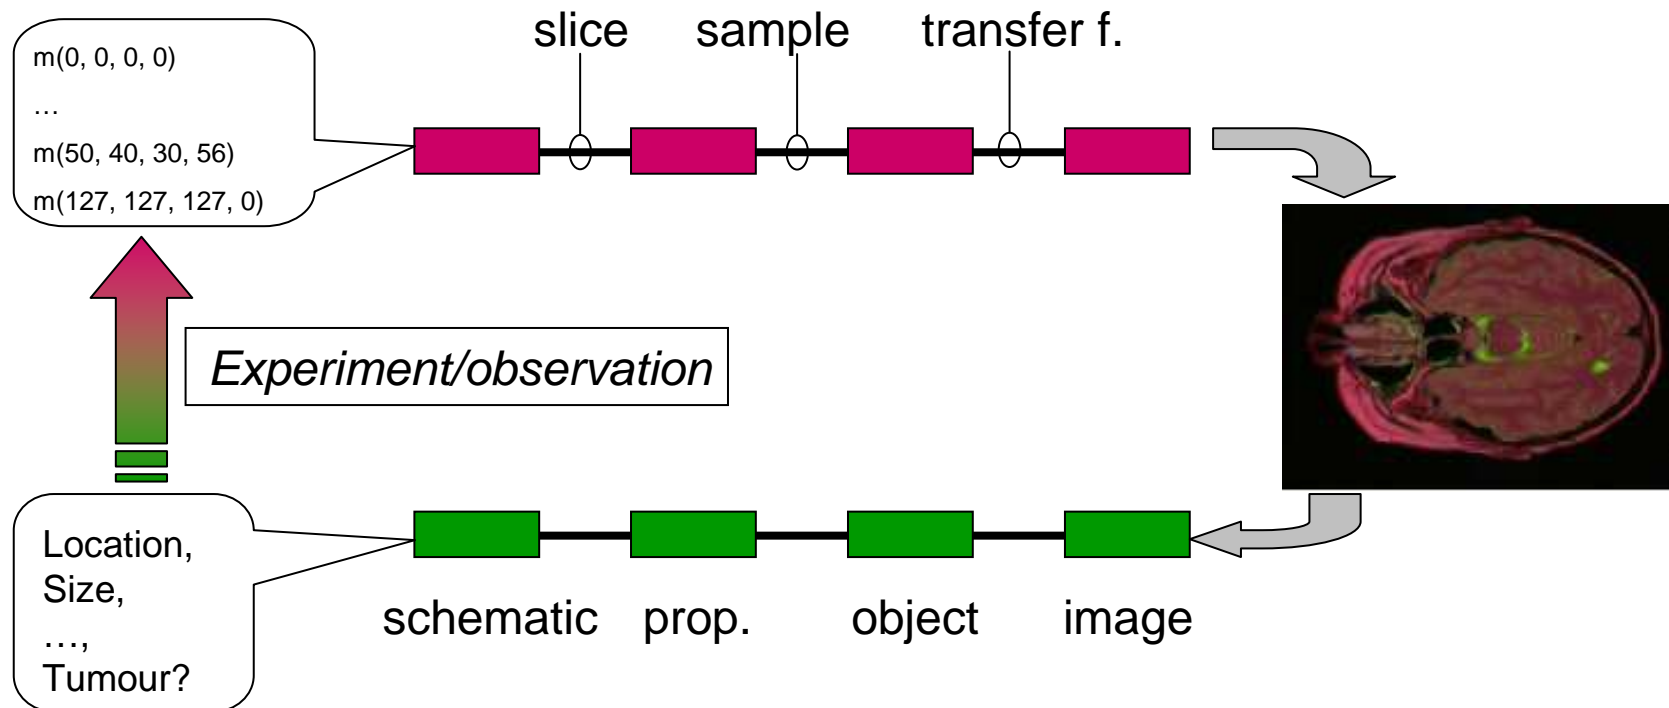 slice sample transfer f.
m(0, 0, 0, 0)
…
m(50, 40, 30, 56)
m(127, 127, 127, 0)
Experiment/observation
Location,
Size,
…,
Tumour?
schematic prop. object image